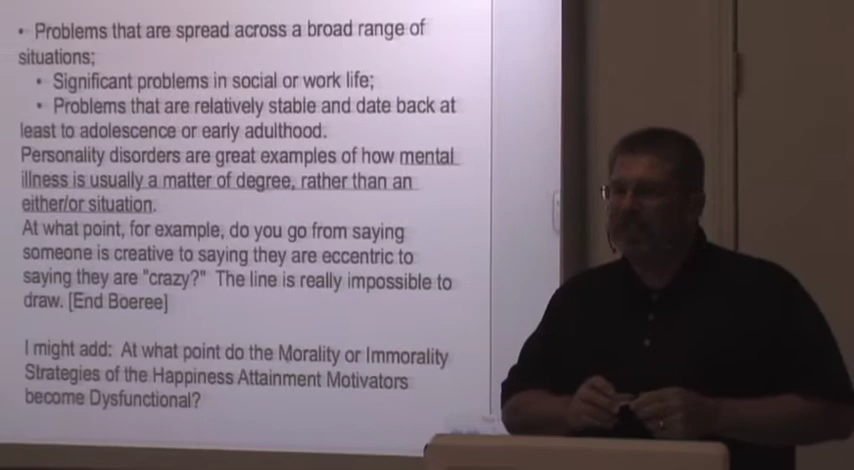 • Problems that are spread across a broad range of
situations;
• Significant problems in social or work life;
• Problems that are relatively stable and date back at
least to adolescence or early adulthood.
Personality disorders are great examples of how mental
illness is usually a matter of degree, rather than an
either/or situation.
At what point, for example, do you go from saying
someone is creative to saying they are eccentric to
saying they are "crazy?" The line is really impossible to
draw. [End Boeree]
I might add: At what point do the Morality or Immorality
Strategies of the Happiness Attainment Motivators
become Dysfunctional?